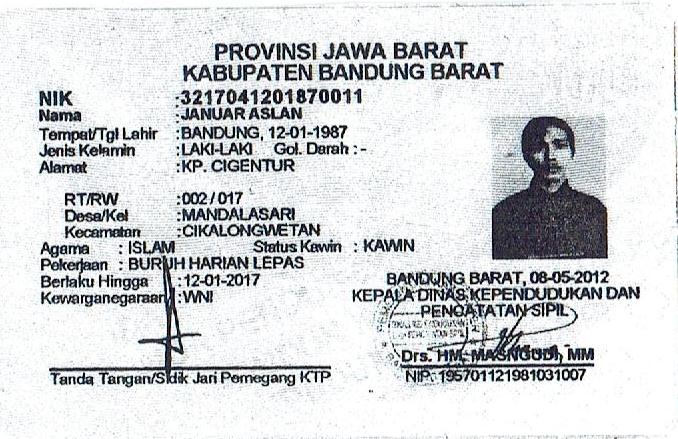 PROVINSI JAWA BARAT
KABUPATEN BANDUNG BARAT
NIK :3217041201870011
Nama :JANUAR ASLAN
Tempat/Tgl Lahir :BANDUNG, 12-01-1987
Jenis Kelamin :LAKI-LAKI Gol. Darah :-
Alamat :KP. CIGENTUR
RT/RW :002 / 017
Desa/Kel :MANDALASARI
Kecamatan :CIKALONGWETAN
Agama : ISLAM Status Kawin : KAWIN
Pekerjaan : BURUH HARIAN LEPAS
Berlaku Hingga :12-01-2017
Kewarganegaraan :WNI
BANDUNG BARAT, 08-05-2012
KEPALA DINAS KEPENDUDUKAN DAN
PENCATATAN SIPIL
Drs. HM. MASNGUDI, MM
NIP. 195701121981031007
Tanda Tangan/Sidik Jari Pemegang KTP